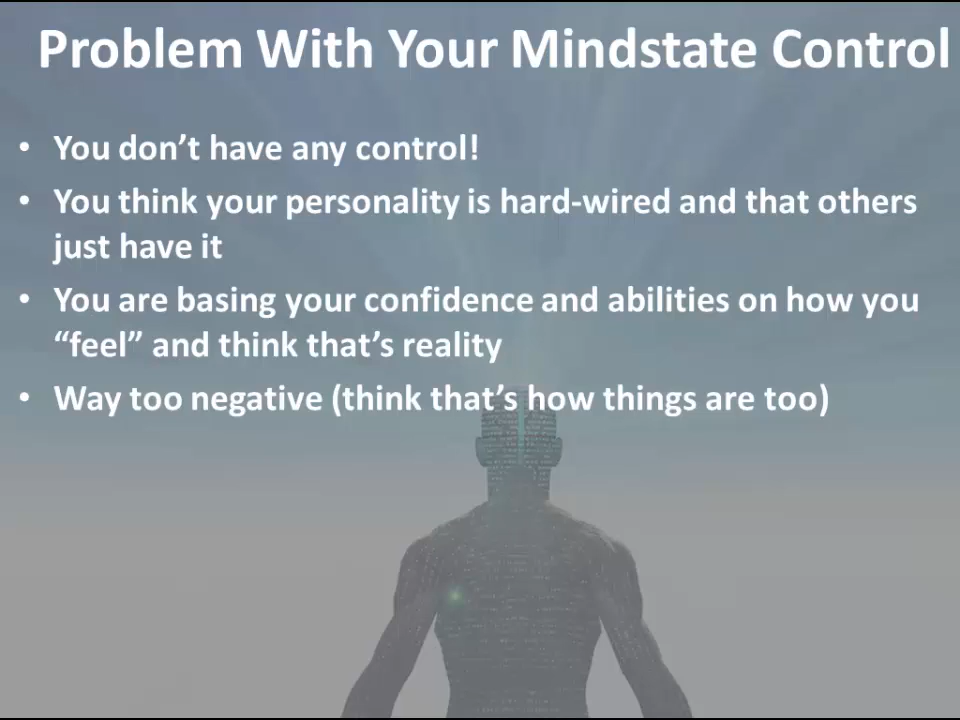 Problem With Your Mindstate Control
• You don’t have any control!
• You think your personality is hard-wired and that others
just have it
• You are basing your confidence and abilities on how you
“feel” and think that’s reality
• Way too negative (think that’s how things are too)